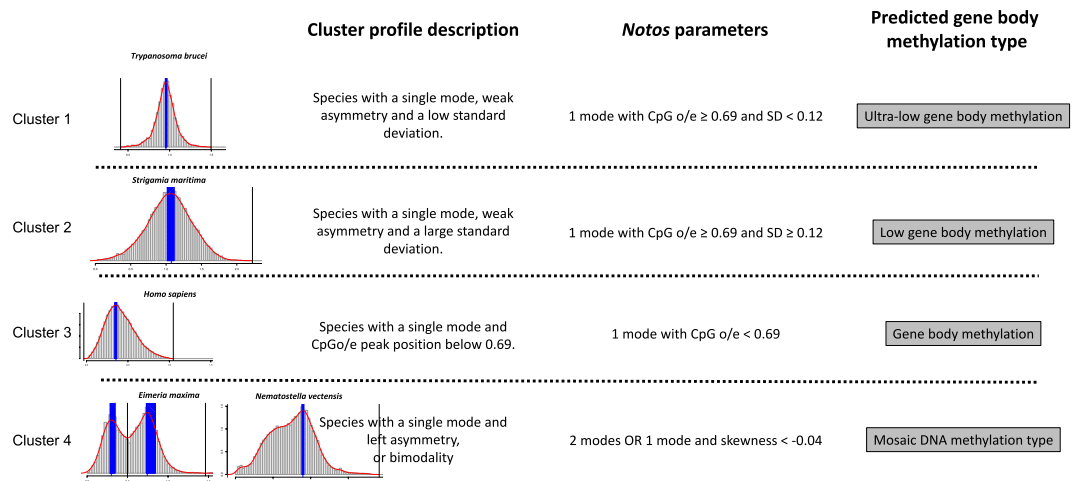 Cluster profile description
Notos parameters
Predicted gene body
methylation type
Trypanosoma brucei
Cluster 1
Species with a single mode, weak
asymmetry and a low standard
deviation.
1 mode with CpG o/e ≥ 0.69 and SD < 0.12
Ultra-low gene body methylation
Strigamia maritima
Cluster 2
Species with a single mode, weak
asymmetry and a large standard
deviation.
1 mode with CpG o/e ≥ 0.69 and SD ≥ 0.12
Low gene body methylation
Homo sapiens
Cluster 3
Species with a single mode and
CpGo/e peak position below 0.69.
1 mode with CpG o/e < 0.69
Gene body methylation
Eimeria maxima
Nematostella vectensis
Cluster 4
Species with a single mode and
left asymmetry,
or bimodality
2 modes OR 1 mode and skewness < -0.04
Mosaic DNA methylation type